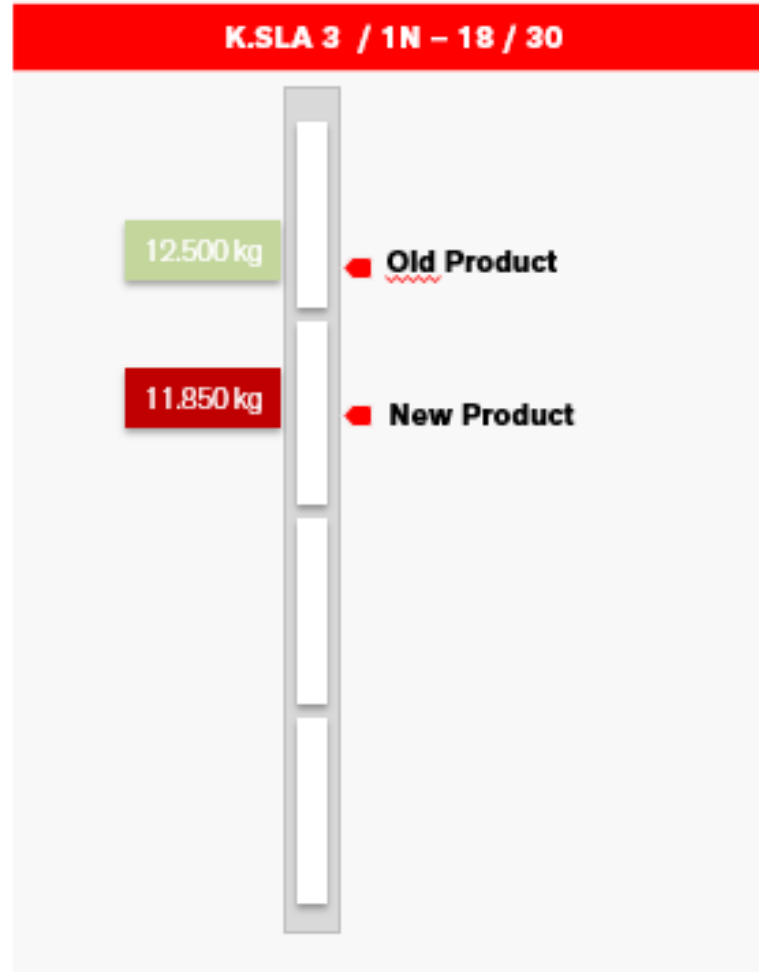 K.SLA 3 / 1N – 18 / 30
12.500 kg
Old Product
11.850 kg
New Product